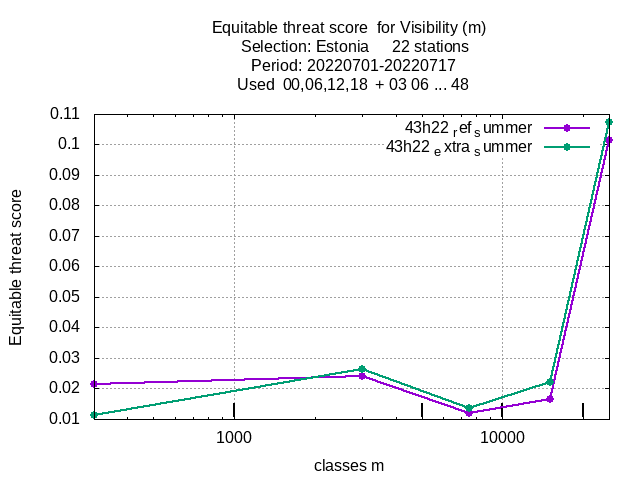 Equitable threat score  for Visibility (m)
Selection: Estonia     22 stations
Period: 20220701-20220717
Used  00,06,12,18  + 03 06 ... 48
0.11
0.1
0.09
0.08
0.07
0.06
0.05
0.04
0.03
0.02
0.01
Equitable threat score
43h22 ref summer
43h22 extra summer
1000
10000
classes m